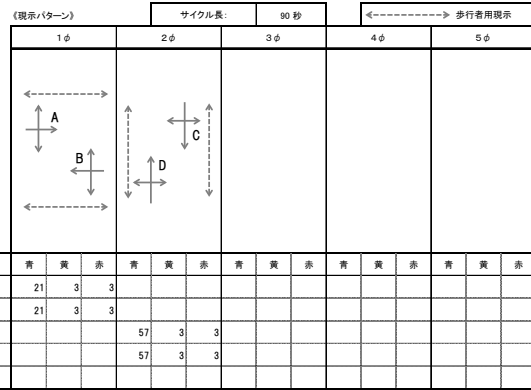 《現示パターン》 サイクル長: 90 秒 歩行者用現示
1φ 2φ 3φ 4φ 5φ
A
B
C
D
青 黄 赤 青 黄 赤 青 黄 赤 青 黄 赤 青 黄 赤
21 3 3
21 3 3
57 3 3
57 3 3